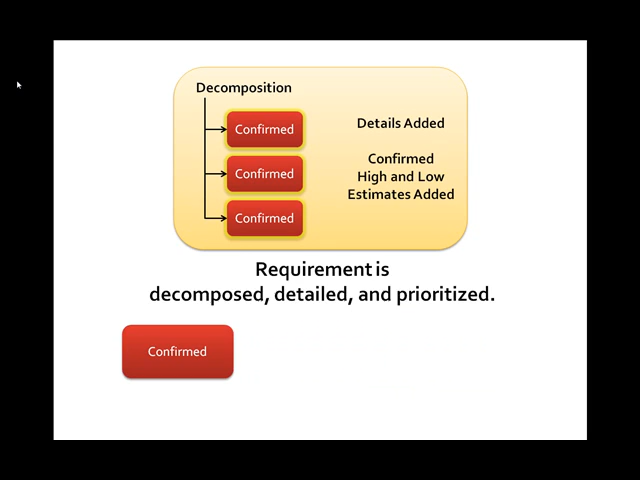 Decomposition
Confirmed
Confirmed
Confirmed
Details Added
Confirmed
High and Low
Estimates Added
Requirement is
decomposed, detailed, and prioritized.
Confirmed